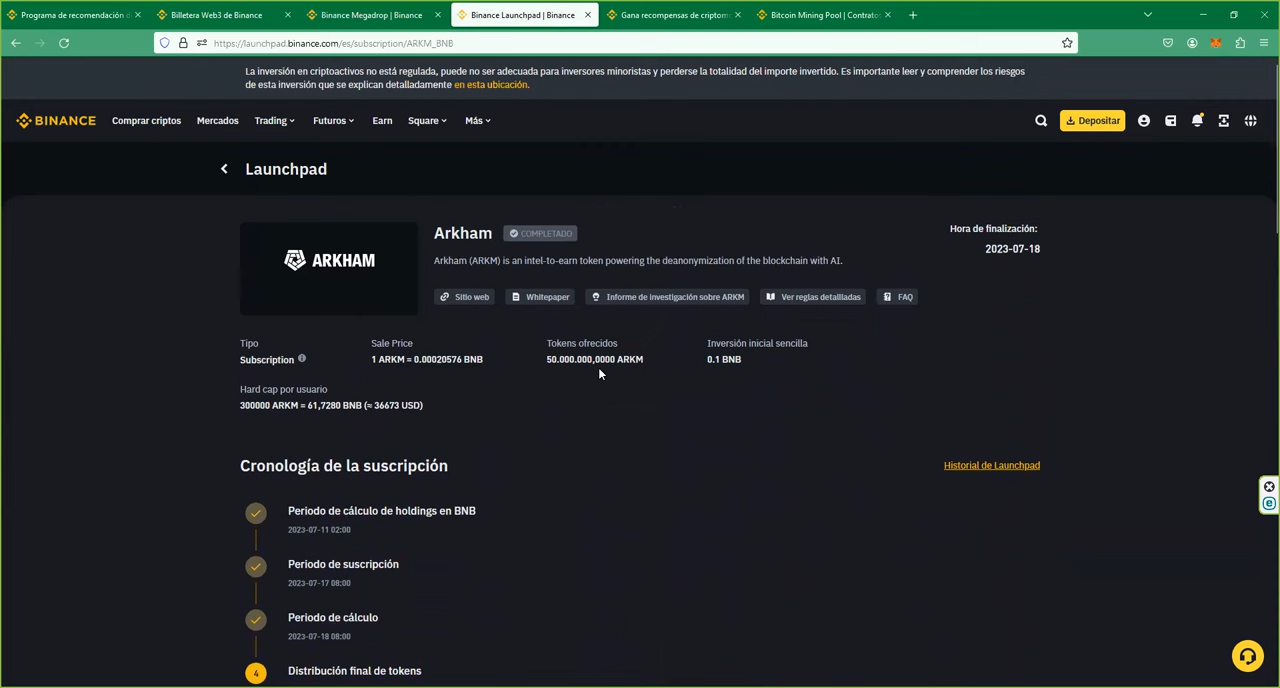 Programa de recomendación d
Billetera Web3 de Binance
Binance Megadrop | Binance
Binance Launchpad | Binance
Gana recompensas de criptom
Bitcoin Mining Pool | Contratos
https://launchpad.binance.com/es/subscription/ARKM_BNB
La inversión en criptoactivos no está regulada, puede no ser adecuada para inversores minoristas y perderse la totalidad del importe invertido. Es importante leer y comprender los riesgos
de esta inversión que se explican detalladamente en esta ubicación.
BINANCE
Comprar criptos
Mercados
Trading
Futuros
Earn
Square
Más
Depositar
Launchpad
ARKHAM
Arkham
COMPLETADO
Hora de finalización:
2023-07-18
Arkham (ARKM) is an intel-to-earn token powering the deanonymization of the blockchain with AI.
Sitio web
Whitepaper
Informe de investigación sobre ARKM
Ver reglas detallladas
FAQ
Tipo
Sale Price
Tokens ofrecidos
Inversión inicial sencilla
Subscription
1 ARKM = 0.00020576 BNB
50.000.000,0000 ARKM
0.1 BNB
Hard cap por usuario
300000 ARKM = 61,7280 BNB (≈ 36673 USD)
Cronología de la suscripción
Historial de Launchpad
Periodo de cálculo de holdings en BNB
2023-07-11 02:00
Periodo de suscripción
2023-07-17 08:00
Periodo de cálculo
2023-07-18 08:00
4
Distribución final de tokens